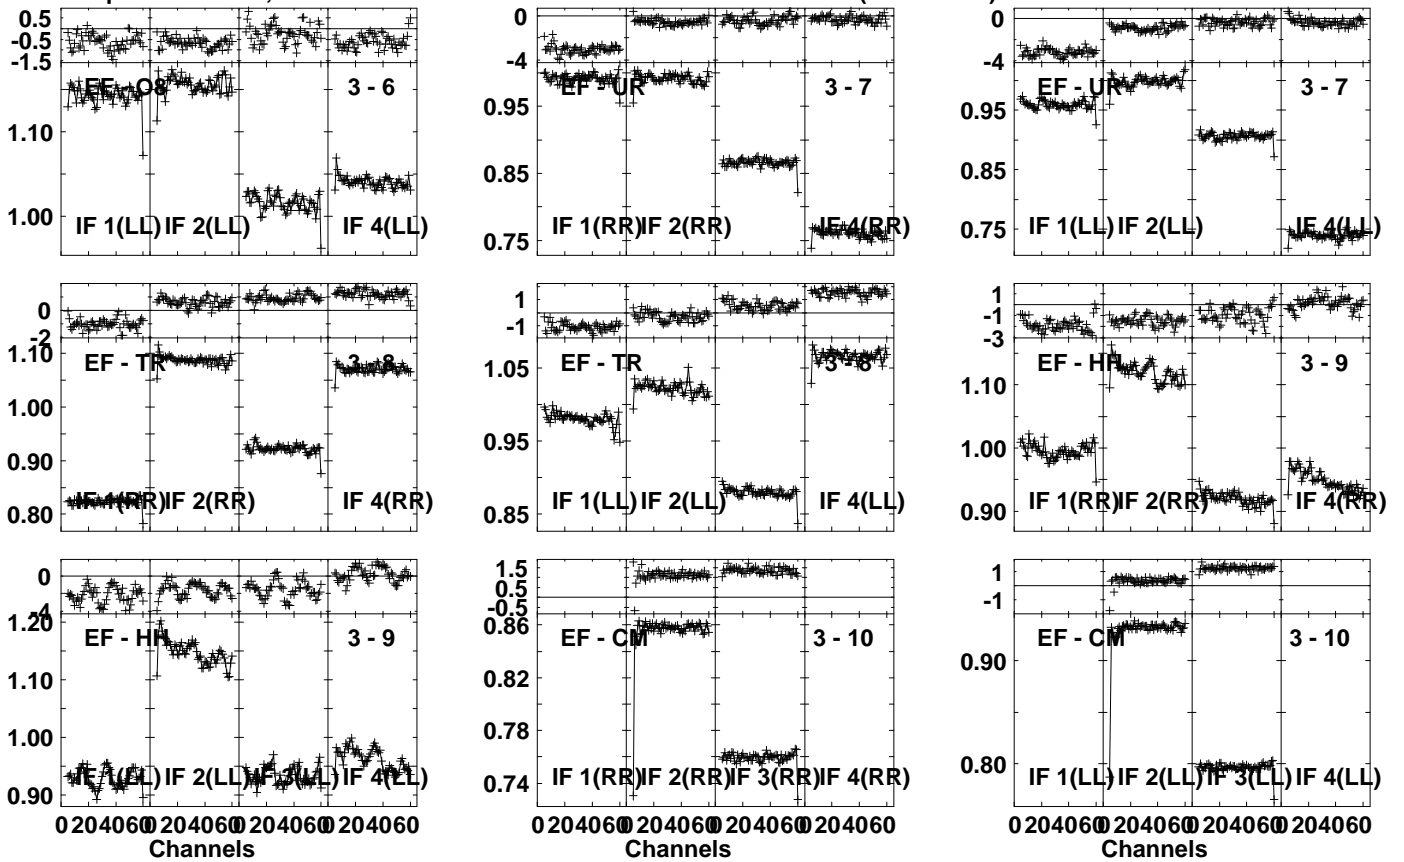 0.5
-0.5
-1.5
EF - O8
3 - 6
1.10
1.00
IF 1(LL) IF 2(LL) IF 4(LL)
0
-4
EF - UR
3 - 7
0.95
0.85
0.75
IF 1(RR) IF 2(RR) IF 4(RR)
0
-4
EF - UR
3 - 7
0.95
0.85
0.75
IF 1(LL) IF 2(LL) IF 4(LL)
0
-2
1.10
EF - TR
3 - 8
1.00
0.90
0.80
IF 1(RR) IF 2(RR) IF 4(RR)
1
-1
EF - TR
3 - 8
1.05
0.95
0.85
IF 1(LL) IF 2(LL) IF 4(LL)
1
-1
-3
EF - HH
3 - 9
1.10
1.00
0.90
IF 1(RR) IF 2(RR) IF 4(RR)
0
-4
1.20
EF - HH
3 - 9
1.10
1.00
0.90
IF 1(LL) IF 2(LL) IF 3(LL) IF 4(LL)
0 204060 0 204060 0 204060 0 204060
Channels
1.5
0.5
-0.5
0.86
EF - CM
3 - 10
0.82
0.78
0.74
IF 1(RR) IF 2(RR) IF 3(RR) IF 4(RR)
0 204060 0 204060 0 204060 0 204060
Channels
1
-1
EF - CM
3 - 10
0.90
0.80
IF 1(LL) IF 2(LL) IF 3(LL) IF 4(LL)
0 204060 0 204060 0 204060 0 204060
Channels